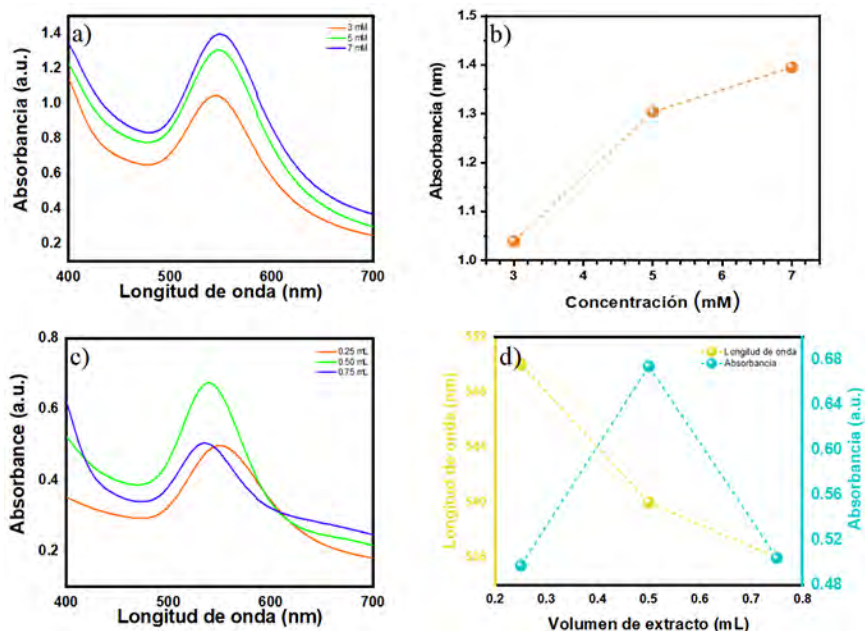 a)
3 mM
5 mM
7 mM
1.4
1.2
1.0
0.8
0.6
0.4
0.2
Absorbancia (a.u.)
400 500 600 700
Longitud de onda (nm)
b)
1.5
1.4
1.3
1.2
1.1
1.0
Absorbancia (nm)
3 4 5 6 7
Concentración (mM)
c)
0.25 mL
0.50 mL
0.75 mL
0.8
0.6
0.4
0.2
Absorbance (a.u.)
400 500 600 700
Longitud de onda (nm)
d)
Longitud de onda
Absorbancia
544
540
Longitud de onda (nm)
0.68
0.64
0.60
0.56
0.52
0.48
Absorbancia (a.u.)
0.2 0.3 0.4 0.5 0.6 0.7 0.8
Volumen de extracto (mL)